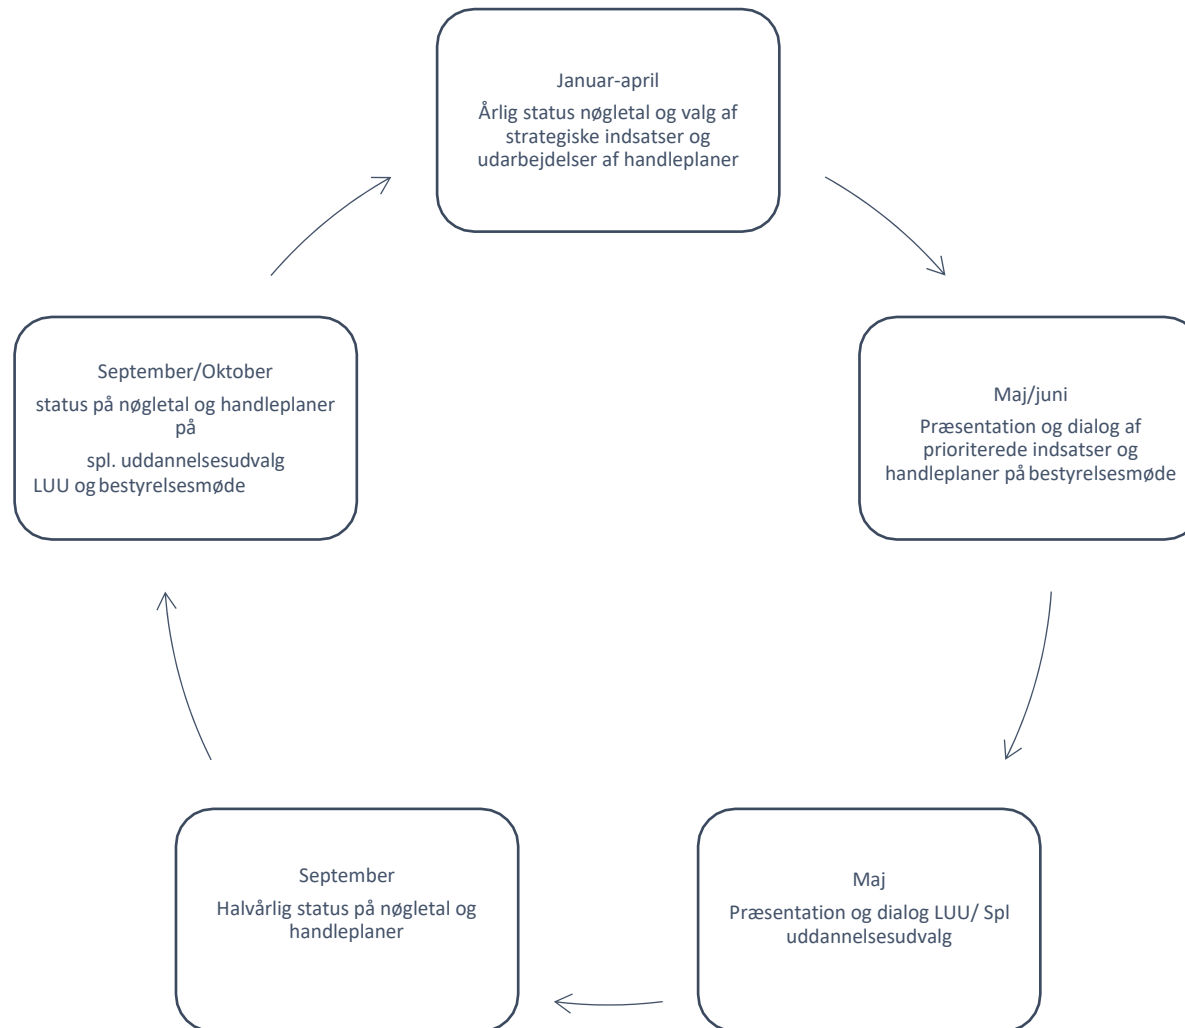 Januar-april
Årlig status nøgletal og valg af
strategiske indsatser og
udarbejdelser af handleplaner
Maj/juni
Præsentation og dialog af
prioriterede indsatser og
handleplaner på bestyrelsesmøde
Maj
Præsentation og dialog LUU/ Spl
uddannelsesudvalg
September
Halvårlig status på nøgletal og
handleplaner
September/Oktober
status på nøgletal og handleplaner
på
spl. uddannelsesudvalg
LUU og bestyrelsesmøde